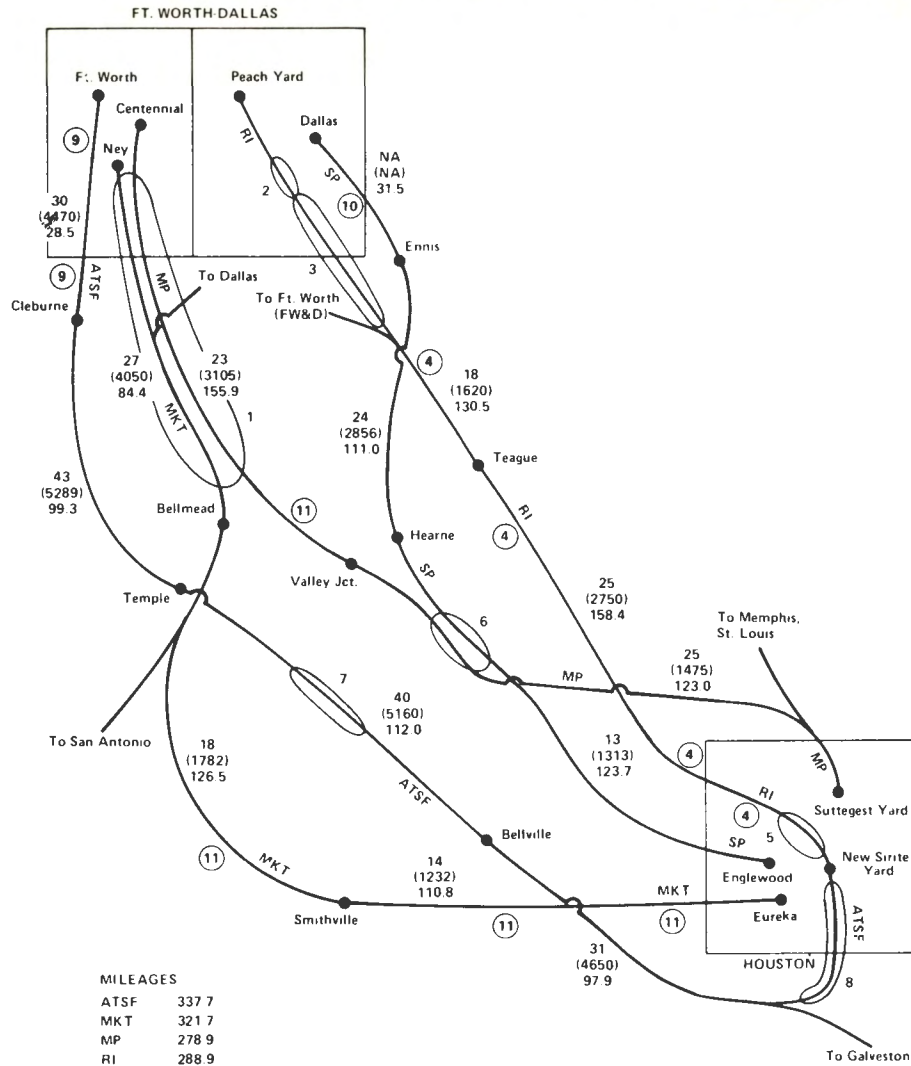 FT. WORTH-DALLAS
Ft. Worth
Peach Yard
Centennial
Dallas
9
Ney
RI
SP
NA
(NA)
31.5
2
10
30
(4470)
28.5
3
Ennis
9
ATSF
MP
To Dallas
Cleburne
To Ft. Worth
(FW&D)
27
(4050)
84.4
23
(3105)
155.9
4
18
(1620)
130.5
MKT
1
24
(2856)
111.0
Teague
43
(5289)
99.3
RI
Bellmead
11
4
Hearne
SP
Valley Jct.
25
(2750)
158.4
Temple
6
To Memphis,
St. Louis
7
MP
25
(1475)
123.0
40
(5160)
112.0
To San Antonio
18
(1782)
126.5
13
(1313)
123.7
4
MP
ATSF
RI
Suttegest Yard
4
5
Bellville
SP
11
MKT
14
(1232)
110.8
Englewood
New Sirite
Yard
MKT
Eureka
ATSF
Smithville
11
11
31
(4650)
97.9
HOUSTON
8
MILEAGES
ATSF 337.7
MKT 321.7
MP 278.9
RI 288.9
To Galveston